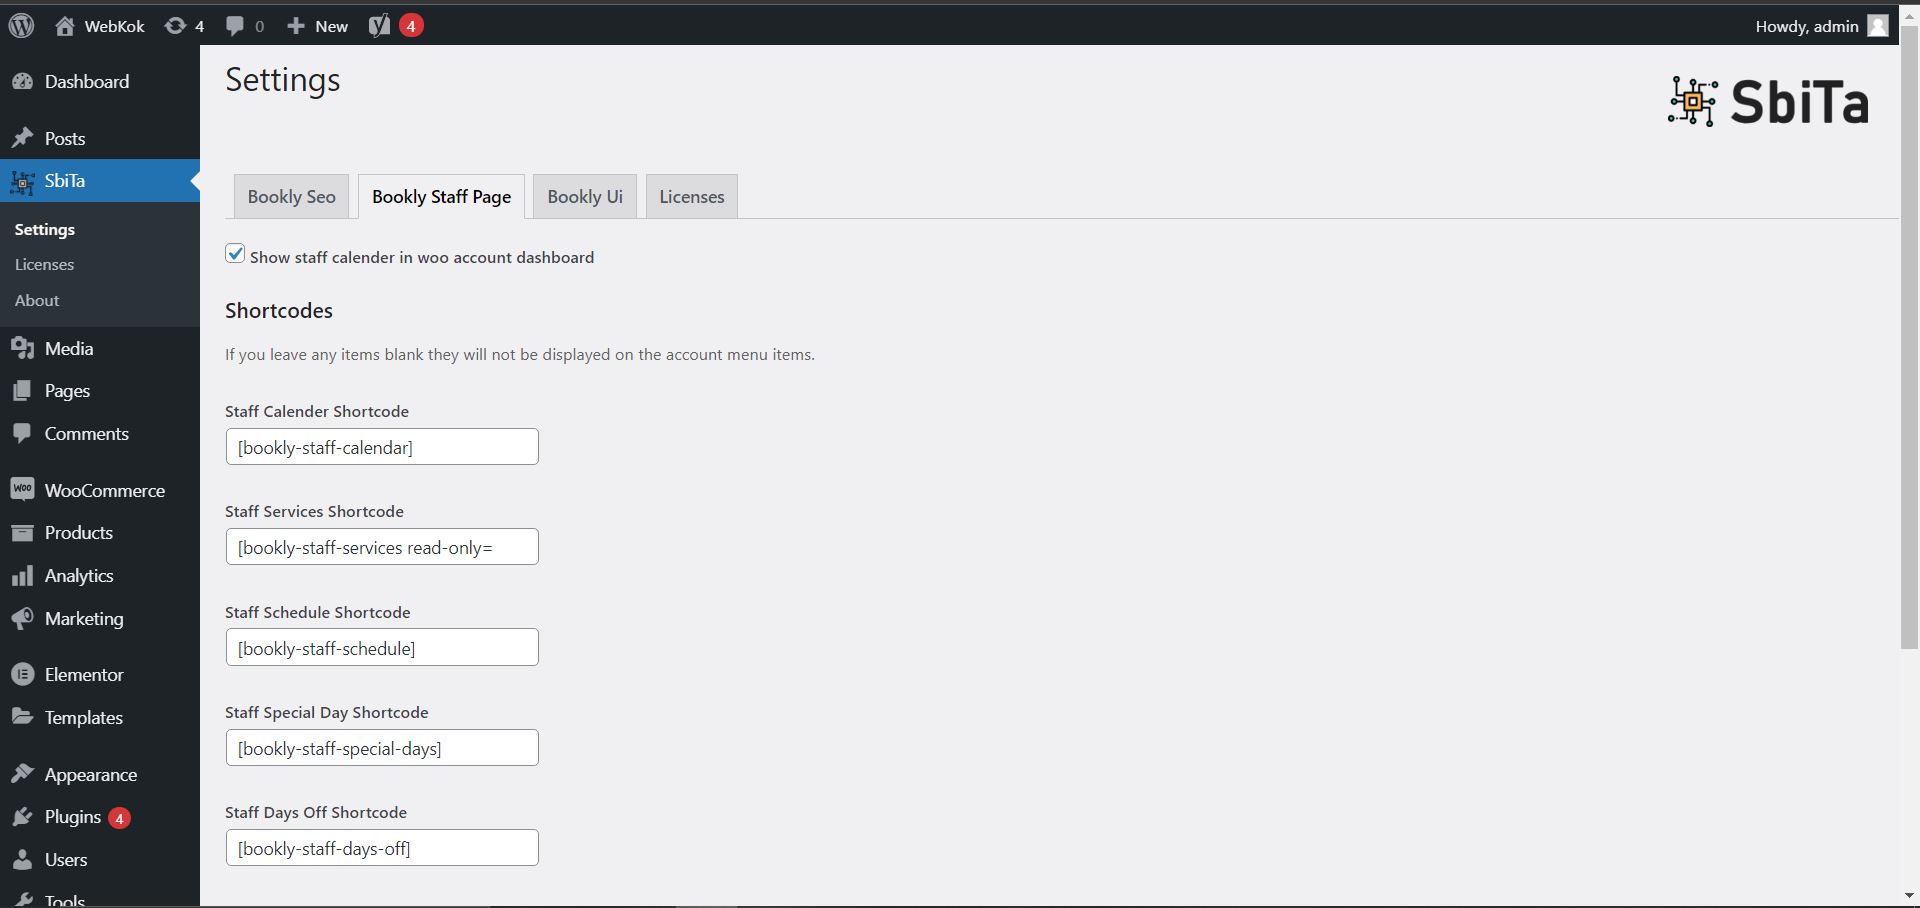 WebKok 4 0 New 4 Howdy, admin
Dashboard
Posts
SbiTa
Settings
Licenses
About
Media
Pages
Comments
Woo WooCommerce
Products
Analytics
Marketing
Elementor
Templates
Appearance
Plugins 4
Users
Tools
Settings
SbiTa
Bookly Seo Bookly Staff Page Bookly Ui Licenses
Show staff calender in woo account dashboard
Shortcodes
If you leave any items blank they will not be displayed on the account menu items.
Staff Calender Shortcode
[bookly-staff-calendar]
Staff Services Shortcode
[bookly-staff-services read-only=
Staff Schedule Shortcode
[bookly-staff-schedule]
Staff Special Day Shortcode
[bookly-staff-special-days]
Staff Days Off Shortcode
[bookly-staff-days-off]